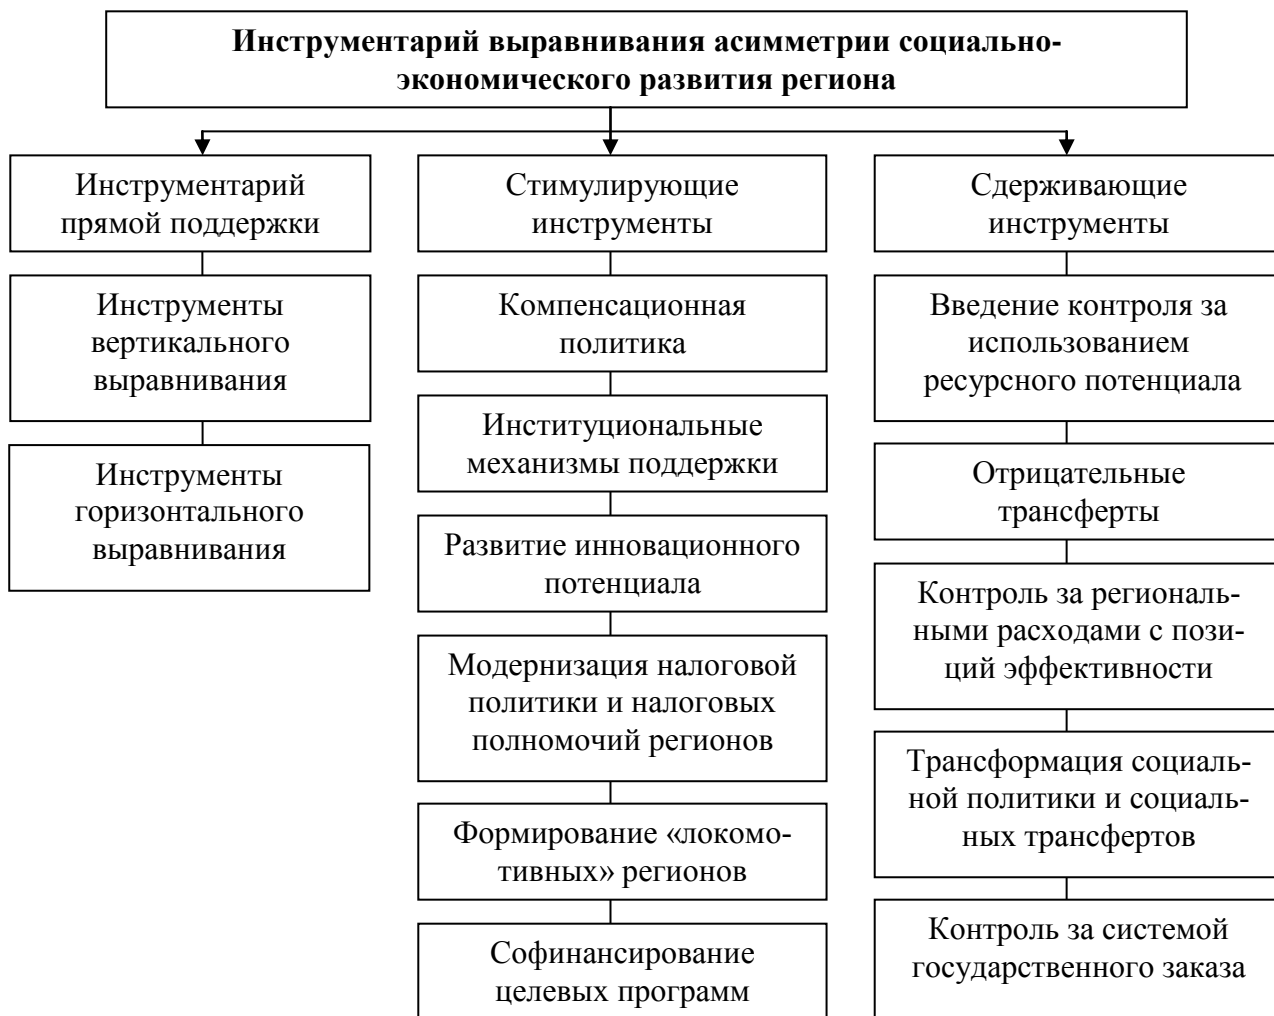 Инструментарий выравнивания асимметрии социально-
экономического развития региона
Инструментарий
прямой поддержки
Инструменты
вертикального
выравнивания
Инструменты
горизонтального
выравнивания
Стимулирующие
инструменты
Компенсационная
политика
Институциональные
механизмы поддержки
Развитие инновационного
потенциала
Модернизация налоговой
политики и налоговых
полномочий регионов
Формирование «локомо-
тивных» регионов
Софинансирование
целевых программ
Сдерживающие
инструменты
Введение контроля за
использованием
ресурсного потенциала
Отрицательные
трансферты
Контроль за региональ-
ными расходами с пози-
ций эффективности
Трансформация социаль-
ной политики и социаль-
ных трансфертов
Контроль за системой
государственного заказа